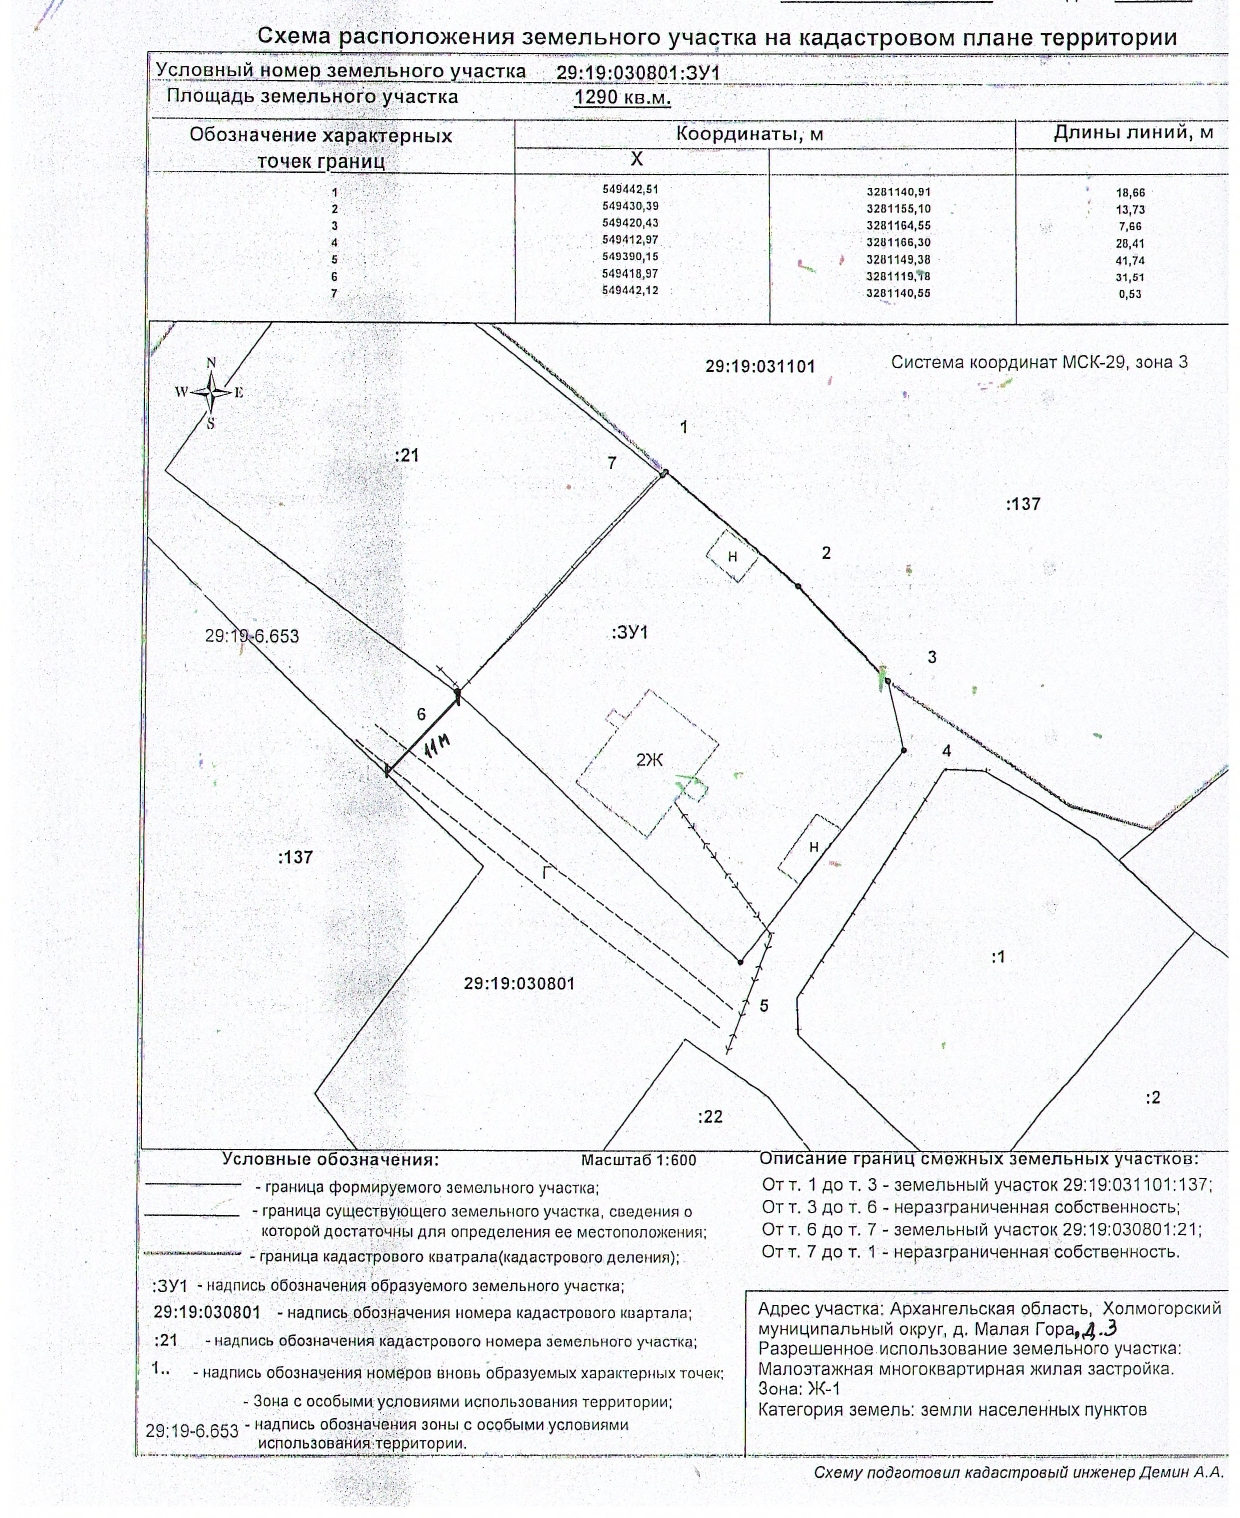 Схема расположения земельного участка на кадастровом плане территории
Условный номер земельного участка 29:19:030801:ЗУ1
Площадь земельного участка 1290 кв.м.
Обозначение характерных точек границ
Координаты, м
Длины линий, м
X
1 549442,51 3281140,91 18,66
2 549430,39 3281155,10 13,73
3 549420,43 3281164,55 7,66
4 549412,97 3281166,30 28,41
5 549390,15 3281149,38 41,74
6 549418,97 3281119,18 31,51
7 549442,12 3281140,55 0,53
29:19:031101
Система координат МСК-29, зона 3
N
W E
S
1
:21
7
:137
2
Н
:ЗУ1
29:19-6.653
3
6
11м
4
2Ж
Н
:137
Г
:1
29:19:030801
5
:2
:22
Условные обозначения:
Масштаб 1:600
- граница формируемого земельного участка;
- граница существующего земельного участка, сведения о
которой достаточны для определения ее местоположения;
- граница кадастрового кватрала(кадастрового деления);
:ЗУ1 - надпись обозначения образуемого земельного участка;
29:19:030801 - надпись обозначения номера кадастрового квартала;
:21 - надпись обозначения кадастрового номера земельного участка;
1.. - надпись обозначения номеров вновь образуемых характерных точек;
- Зона с особыми условиями использования территории;
29:19-6.653 - надпись обозначения зоны с особыми условиями
использования территории.
Описание границ смежных земельных участков:
От т. 1 до т. 3 - земельный участок 29:19:031101:137;
От т. 3 до т. 6 - неразграниченная собственность;
От т. 6 до т. 7 - земельный участок 29:19:030801:21;
От т. 7 до т. 1 - неразграниченная собственность.
Адрес участка: Архангельская область, Холмогорский
муниципальный округ, д. Малая Гора, д.3
Разрешенное использование земельного участка:
Малоэтажная многоквартирная жилая застройка.
Зона: Ж-1
Категория земель: земли населенных пунктов
Схему подготовил кадастровый инженер Демин А.А.